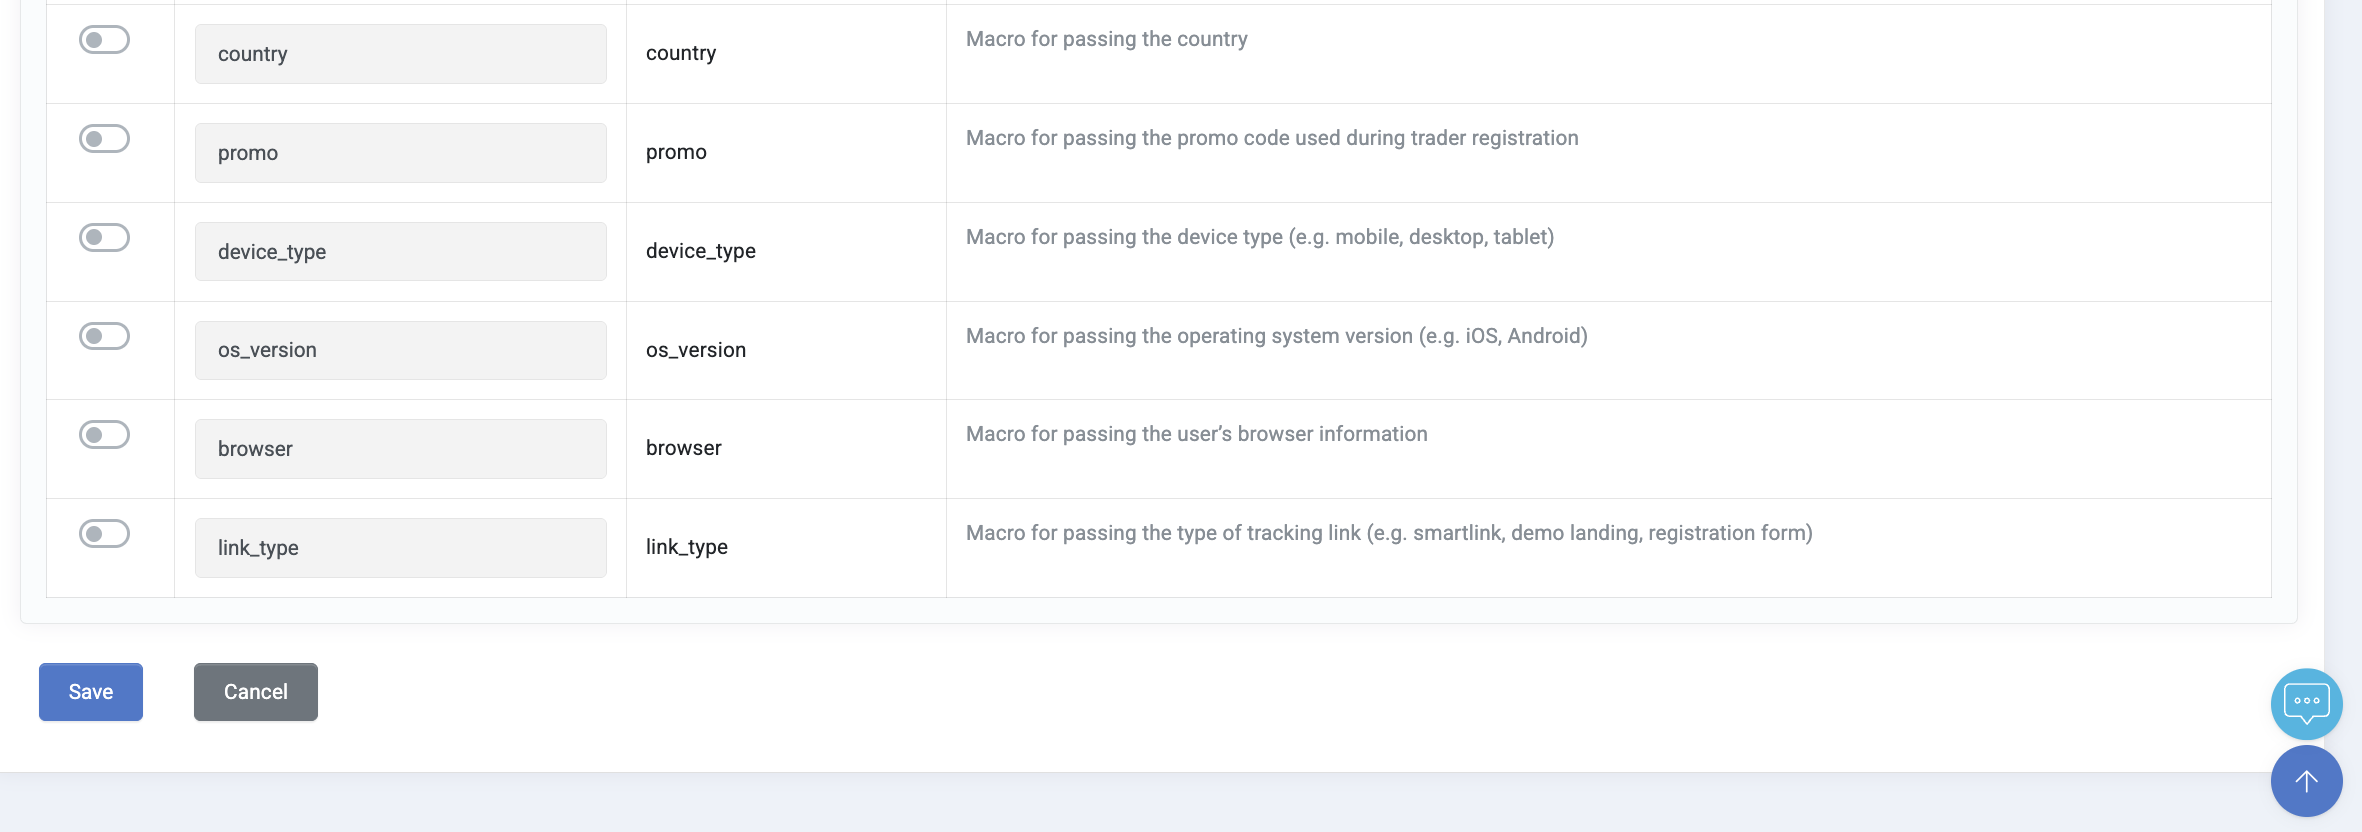 country country Macro for passing the country
promo promo Macro for passing the promo code used during trader registration
device_type device_type Macro for passing the device type (e.g. mobile, desktop, tablet)
os_version os_version Macro for passing the operating system version (e.g. iOS, Android)
browser browser Macro for passing the user’s browser information
link_type link_type Macro for passing the type of tracking link (e.g. smartlink, demo landing, registration form)
Save Cancel